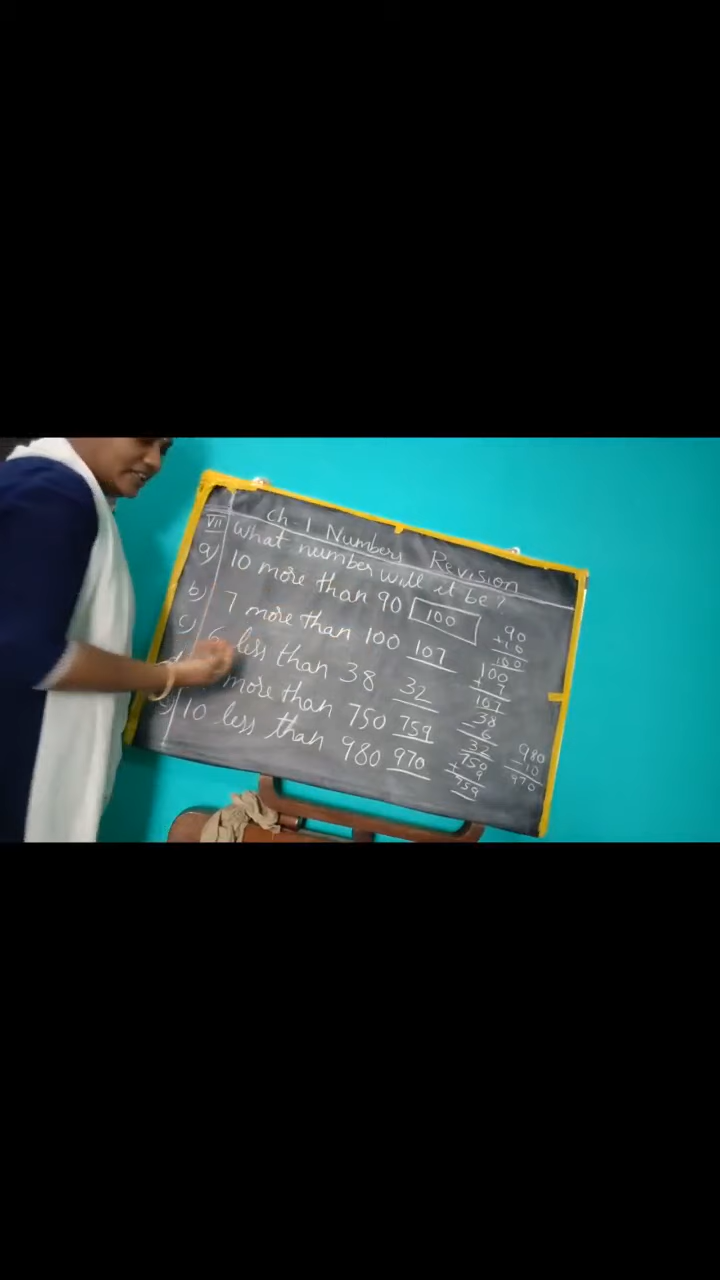 Ch-1 Numbers Revision
VII What number will it be?
a) 10 more than 90 100
b) 7 more than 100 107
c) 6 less than 38 32
more than 750 759
10 less than 980 970
90
+10
100
100
+7
107
38
-6
32
750
+9
759
980
-10
970